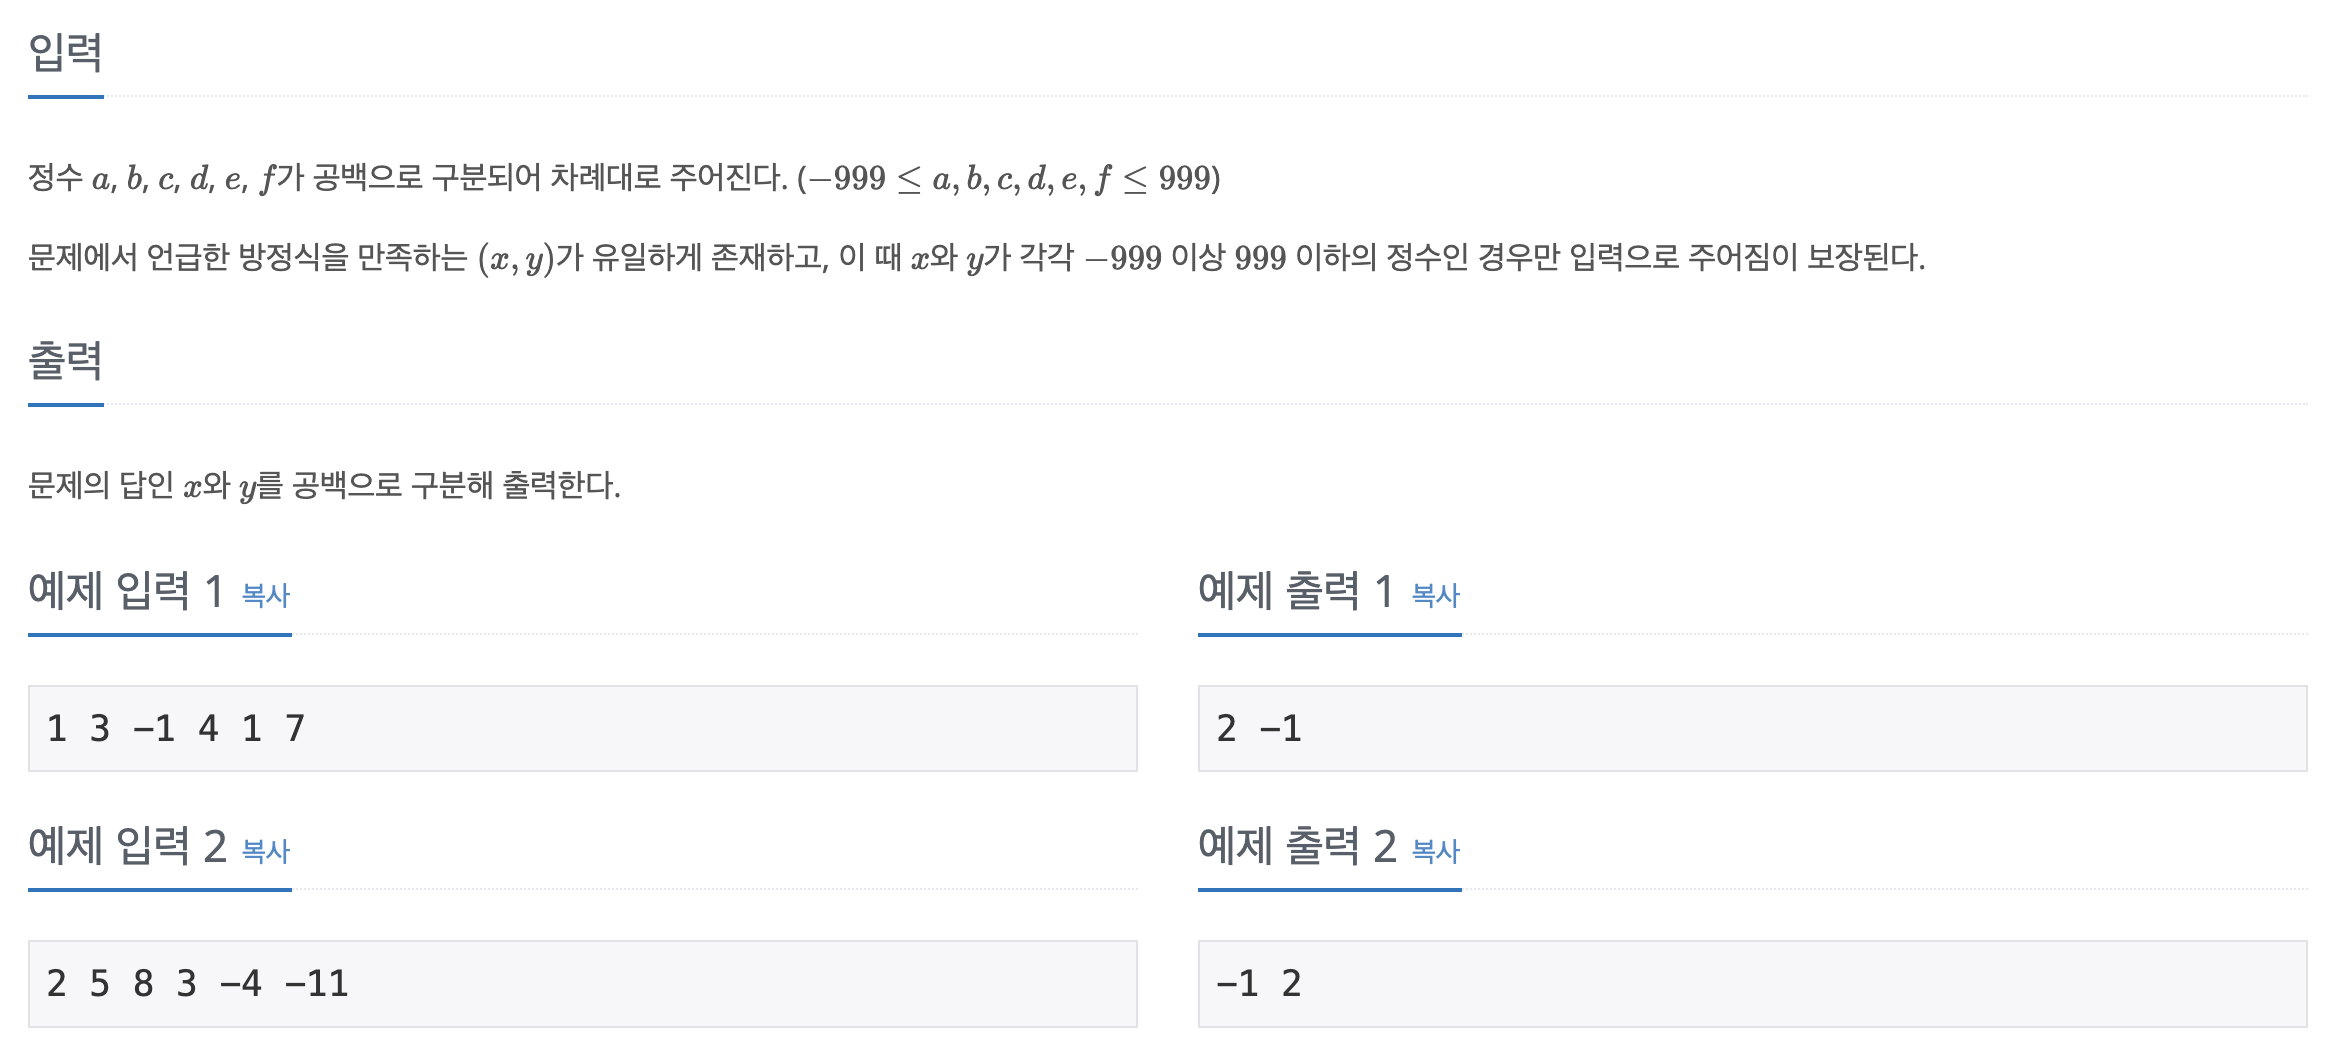 입력
정수 a, b, c, d, e, f가 공백으로 구분되어 차례대로 주어진다. (−999 ≤ a, b, c, d, e, f ≤ 999)
문제에서 언급한 방정식을 만족하는 (x, y)가 유일하게 존재하고, 이 때 x와 y가 각각 −999 이상 999 이하의 정수인 경우만 입력으로 주어짐이 보장된다.
출력
문제의 답인 x와 y를 공백으로 구분해 출력한다.
예제 입력 1 복사
1 3 −1 4 1 7
예제 출력 1 복사
2 −1
예제 입력 2 복사
2 5 8 3 −4 −11
예제 출력 2 복사
−1 2